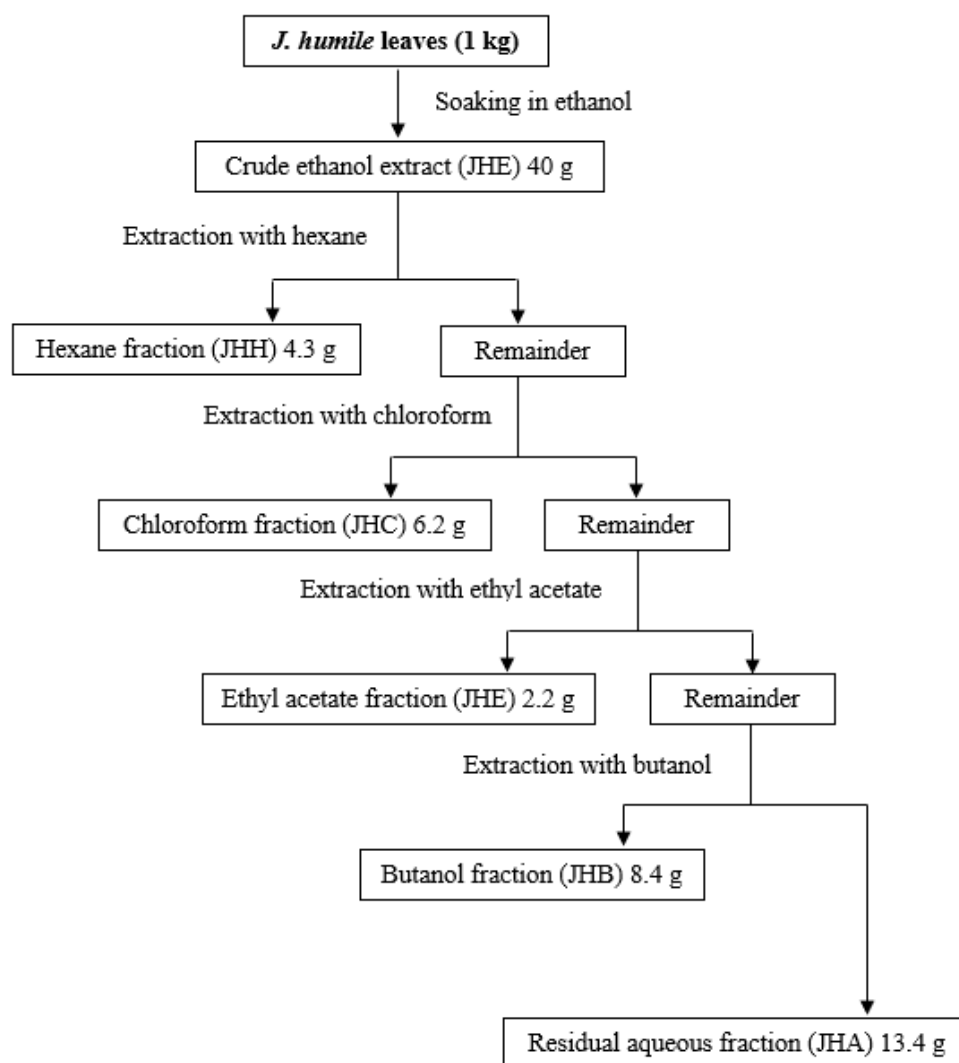 J. humile leaves (1 kg)
Soaking in ethanol
Crude ethanol extract (JHE) 40 g
Extraction with hexane
Hexane fraction (JHH) 4.3 g
Remainder
Extraction with chloroform
Chloroform fraction (JHC) 6.2 g
Remainder
Extraction with ethyl acetate
Ethyl acetate fraction (JHE) 2.2 g
Remainder
Extraction with butanol
Butanol fraction (JHB) 8.4 g
Residual aqueous fraction (JHA) 13.4 g